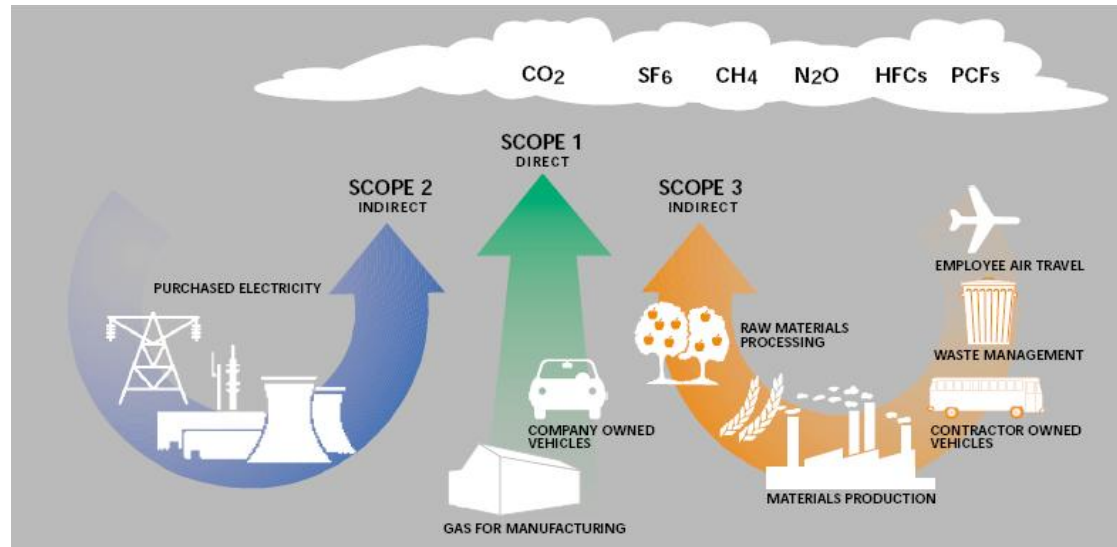 CO2 SF6 CH4 N2O HFCs PCFs
SCOPE 1
DIRECT
SCOPE 2
INDIRECT
SCOPE 3
INDIRECT
PURCHASED ELECTRICITY
COMPANY OWNED
VEHICLES
GAS FOR MANUFACTURING
RAW MATERIALS
PROCESSING
MATERIALS PRODUCTION
EMPLOYEE AIR TRAVEL
WASTE MANAGEMENT
CONTRACTOR OWNED
VEHICLES